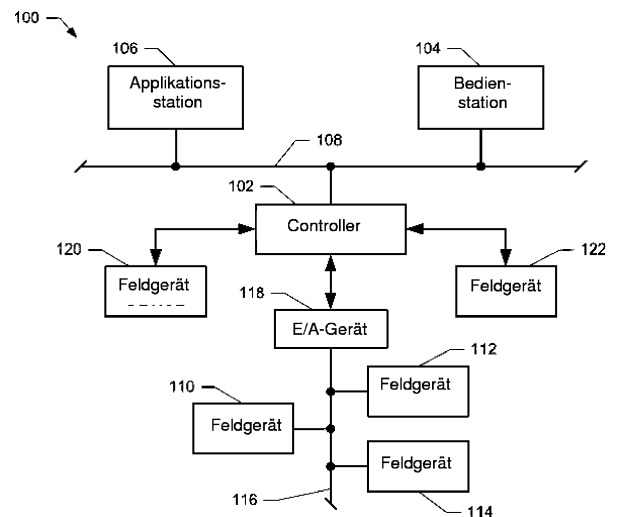 100
106
104
Applikations-
station
Bedien-
station
108
102
Controller
120
122
Feldgerät
Feldgerät
118
E/A-Gerät
112
Feldgerät
110
Feldgerät
Feldgerät
116
114